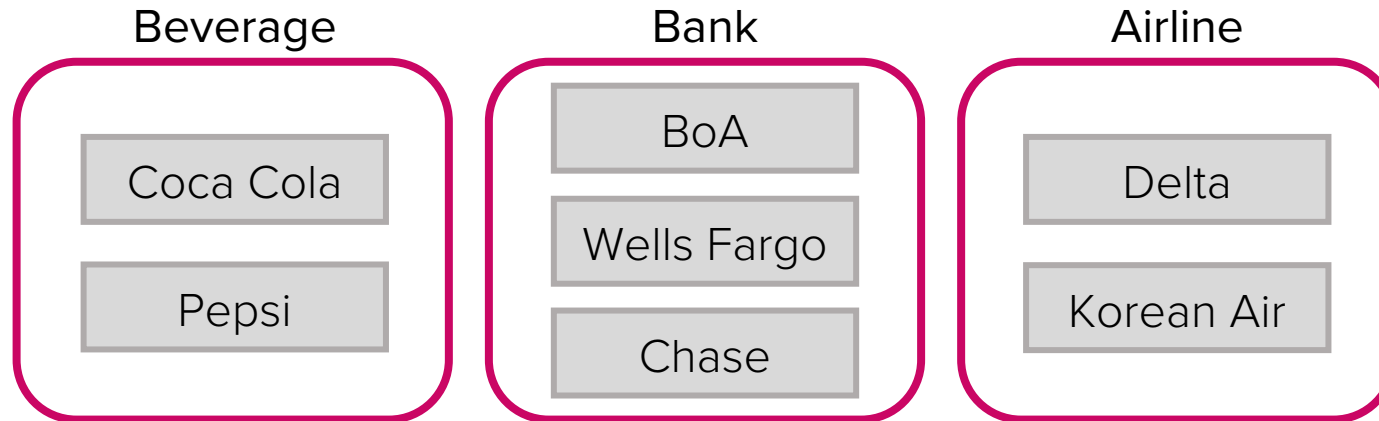 Beverage
Coca Cola
Pepsi
Bank
BoA
Wells Fargo
Chase
Airline
Delta
Korean Air